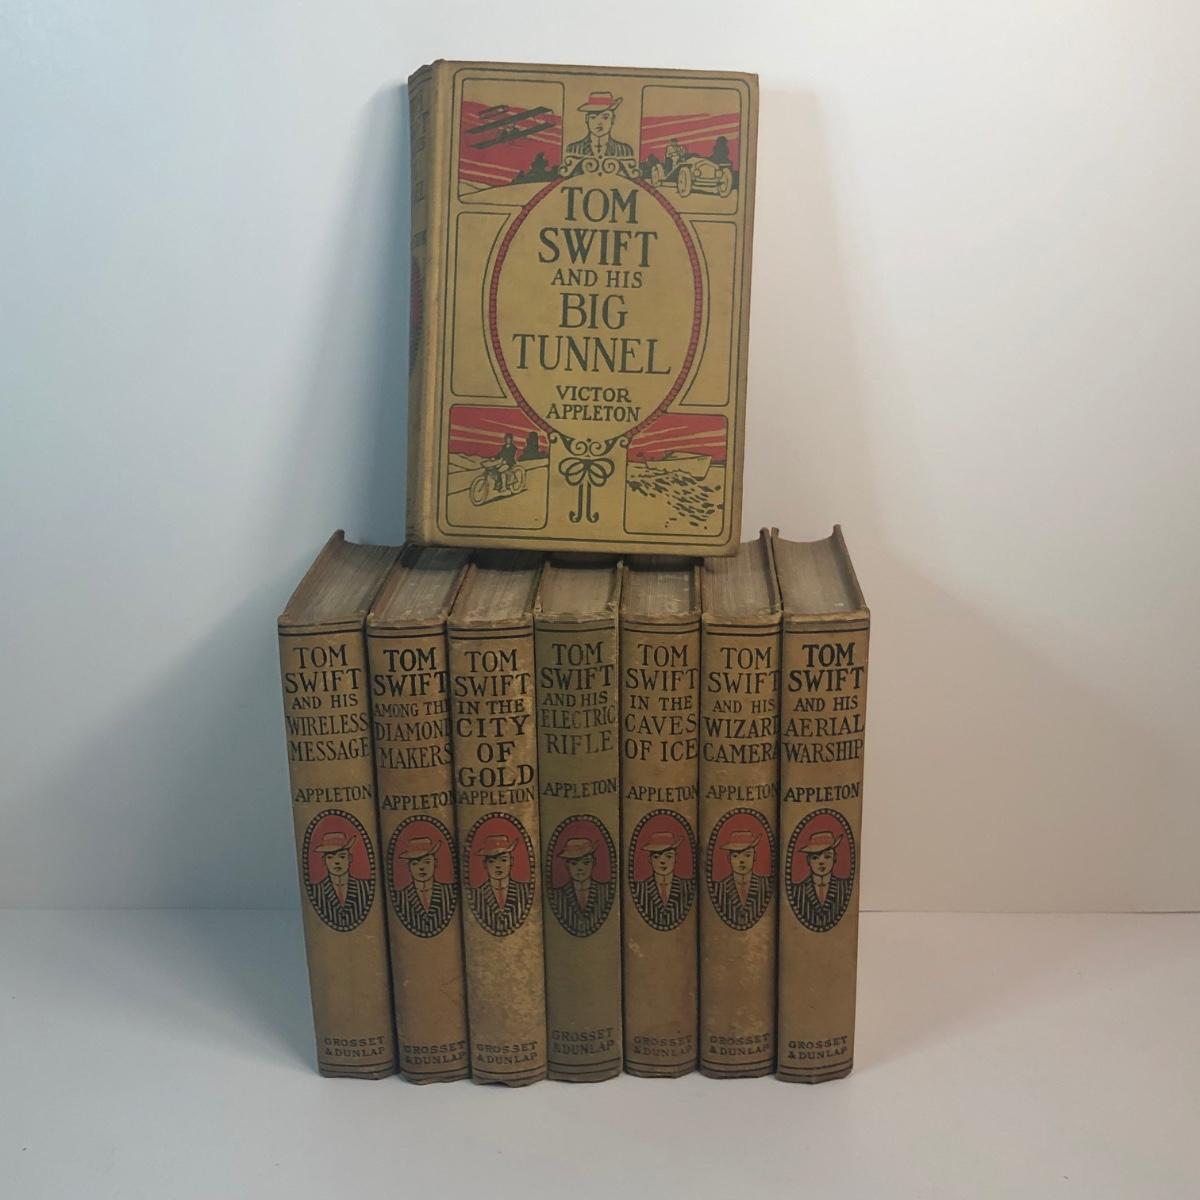 TOM
SWIFT
AND HIS
BIG
TUNNEL
VICTOR
APPLETON
TOM
SWIFT
AND HIS
WIRELESS
MESSAGE
APPLETON
GROSSET
& DUNLAP
TOM
SWIFT
AMONG THE
DIAMOND
MAKERS
APPLETON
GROSSET
& DUNLAP
TOM
SWIFT
IN THE
CITY
OF
GOLD
APPLETON
GROSSET
& DUNLAP
TOM
SWIFT
AND HIS
ELECTRIC
RIFLE
APPLETON
GROSSET
& DUNLAP
TOM
SWIFT
IN THE
CAVES
OF ICE
APPLETON
GROSSET
& DUNLAP
TOM
SWIFT
AND HIS
WIZARD
CAMERA
APPLETON
GROSSET
& DUNLAP
TOM
SWIFT
AND HIS
AERIAL
WARSHIP
APPLETON
GROSSET
& DUNLAP